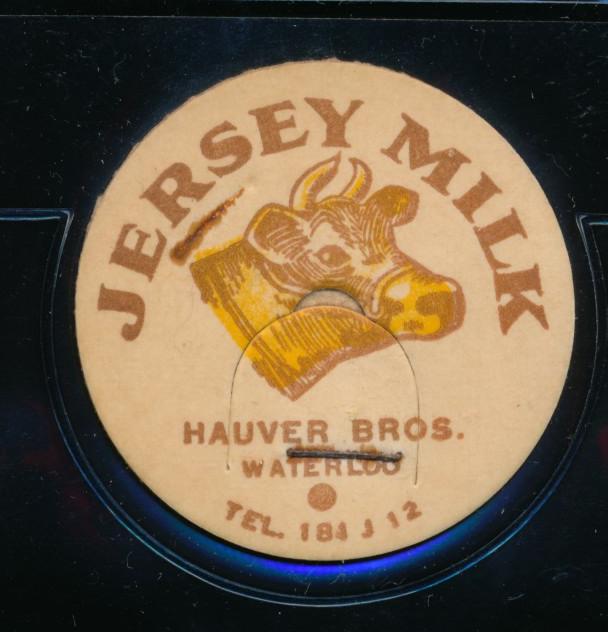 JERSEY MILK
HAUVER BROS.
WATERLOO
TEL. 184 J 12